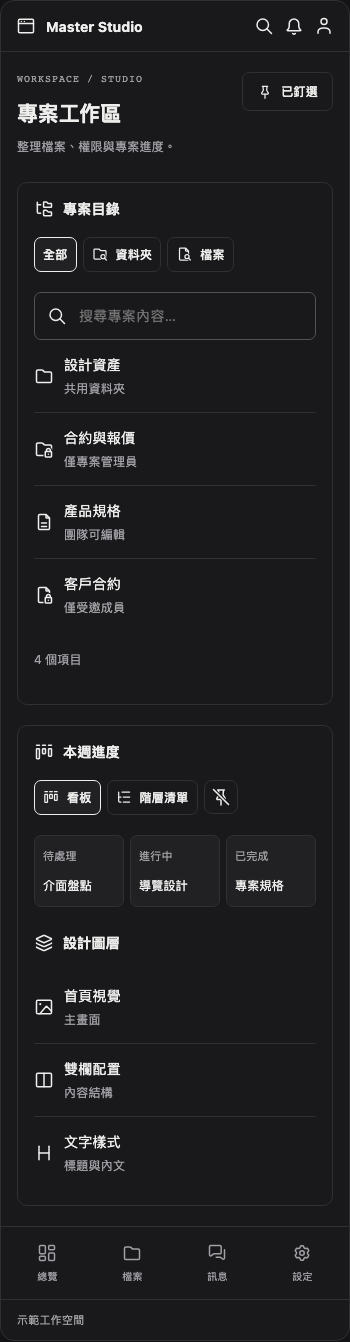 Master Studio
WORKSPACE / STUDIO
專案工作區
已釘選
整理檔案、權限與專案進度。
專案目錄
全部
資料夾
檔案
搜尋專案內容...
設計資產
共用資料夾
合約與報價
僅專案管理員
產品規格
團隊可編輯
客戶合約
僅受邀成員
4 個項目
本週進度
看板
階層清單
待處理
介面盤點
進行中
導覽設計
已完成
專案規格
設計圖層
首頁視覺
主畫面
雙欄配置
內容結構
文字樣式
標題與內文
總覽
檔案
訊息
設定
示範工作空間